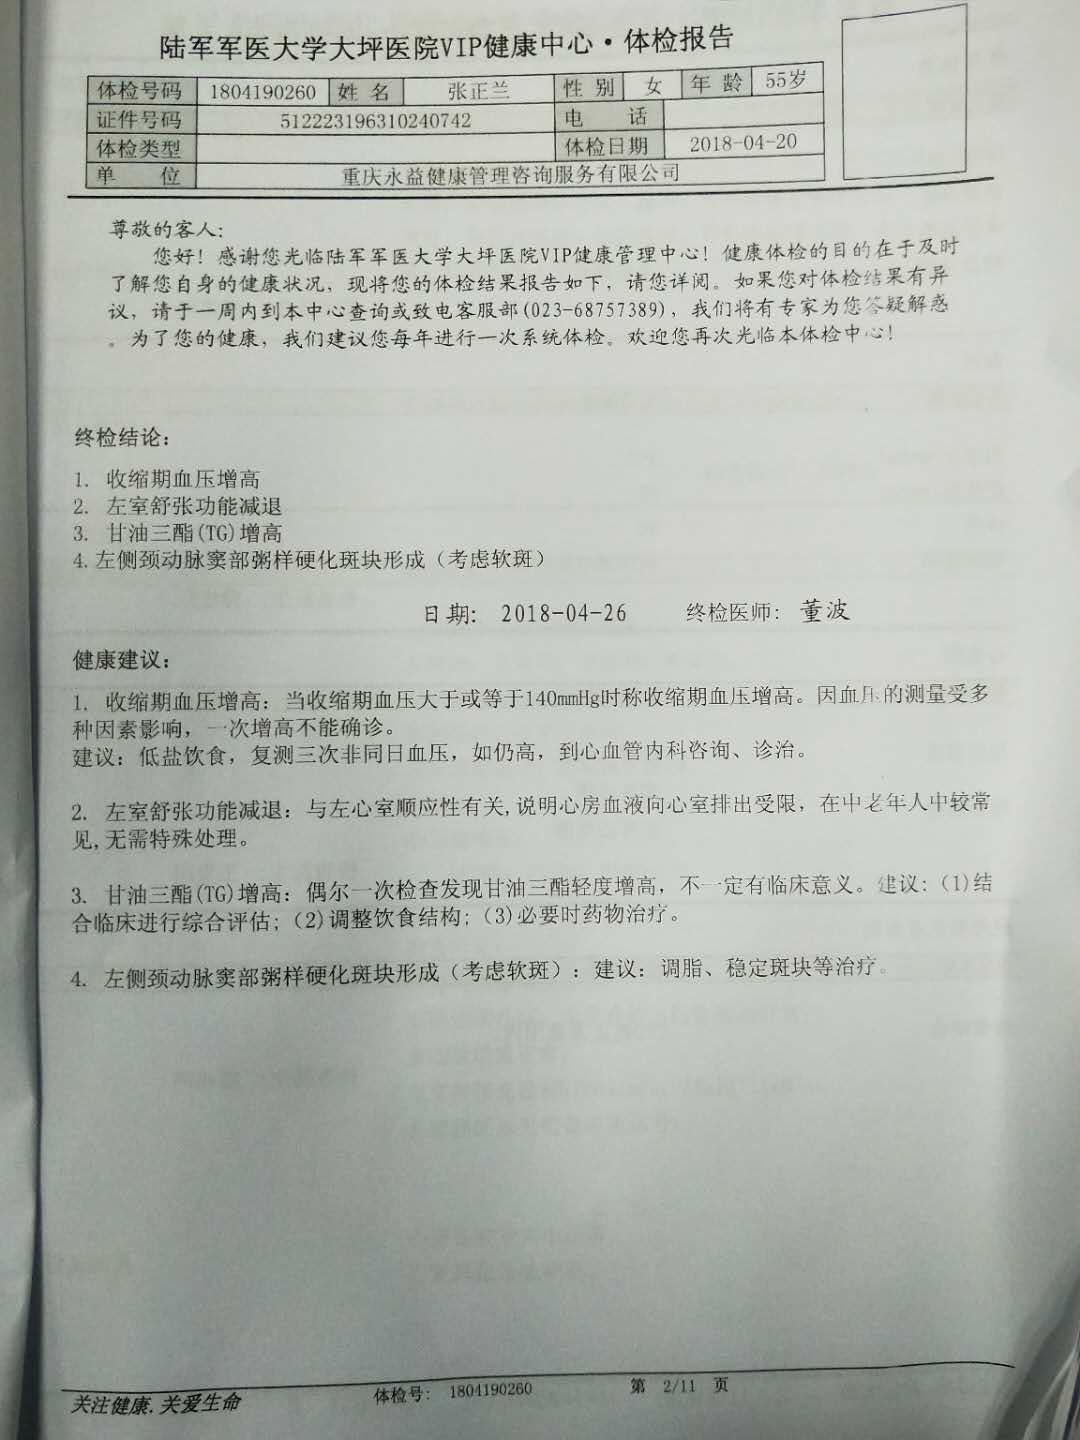 陆军军医大学大坪医院VIP健康中心·体检报告
体检号码 1804190260 姓 名 张正兰 性 别 女 年 龄 55岁
证件号码 512223196310240742 电 话
体检类型 体检日期 2018-04-20
单 位 重庆永益健康管理咨询服务有限公司
尊敬的客人:
您好！感谢您光临陆军军医大学大坪医院VIP健康管理中心！健康体检的目的在于及时
了解您自身的健康状况，现将您的体检结果报告如下，请您详阅。如果您对体检结果有异
议，请于一周内到本中心查询或致电客服部(023-68757389)，我们将有专家为您答疑解惑
。为了您的健康，我们建议您每年进行一次系统体检。欢迎您再次光临本体检中心！
终检结论:
1. 收缩期血压增高
2. 左室舒张功能减退
3. 甘油三酯(TG)增高
4.左侧颈动脉窦部粥样硬化斑块形成（考虑软斑）
日期: 2018-04-26 终检医师: 董波
健康建议:
1. 收缩期血压增高: 当收缩期血压大于或等于140mmHg时称收缩期血压增高。因血压的测量受多
种因素影响，一次增高不能确诊。
建议: 低盐饮食，复测三次非同日血压，如仍高，到心血管内科咨询、诊治。
2. 左室舒张功能减退: 与左心室顺应性有关,说明心房血液向心室排出受限，在中老年人中较常
见,无需特殊处理。
3. 甘油三酯(TG)增高: 偶尔一次检查发现甘油三酯轻度增高，不一定有临床意义。建议: (1)结
合临床进行综合评估; (2)调整饮食结构; (3)必要时药物治疗。
4. 左侧颈动脉窦部粥样硬化斑块形成（考虑软斑）: 建议: 调脂、稳定斑块等治疗。
关注健康.关爱生命 体检号: 1804190260 第 2/11 页